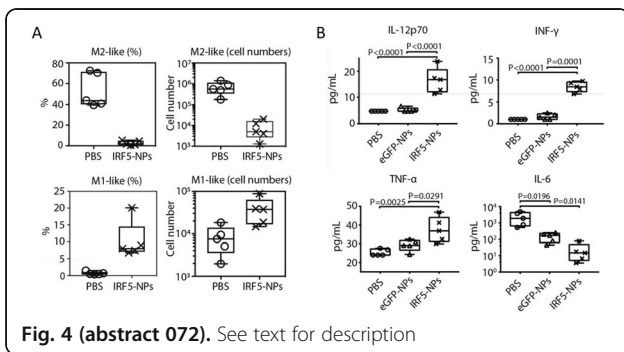 A
M2-like (%)
%
80
60
40
20
0
PBS IRF5-NPs
M2-like (cell numbers)
Cell number
10⁷
10⁶
10⁵
10⁴
10³
PBS IRF5-NPs
M1-like (%)
%
25
20
15
10
5
0
PBS IRF5-NPs
M1-like (cell numbers)
Cell number
10⁵
10⁴
10³
PBS IRF5-NPs
B
IL-12p70
P<0.0001
P<0.0001
pg/mL
20
10
0
PBS
eGFP-NPs
IRF5-NPs
INF-γ
P<0.0001
P=0.0001
pg/mL
15
10
5
0
PBS
eGFP-NPs
IRF5-NPs
TNF-α
P=0.0291
P=0.0025
pg/mL
50
40
30
20
PBS
eGFP-NPs
IRF5-NPs
IL-6
P=0.0196
P=0.0141
pg/mL
10⁴
10³
10²
10¹
10⁰
PBS
eGFP-NPs
IRF5-NPs
Fig. 4 (abstract 072). See text for description